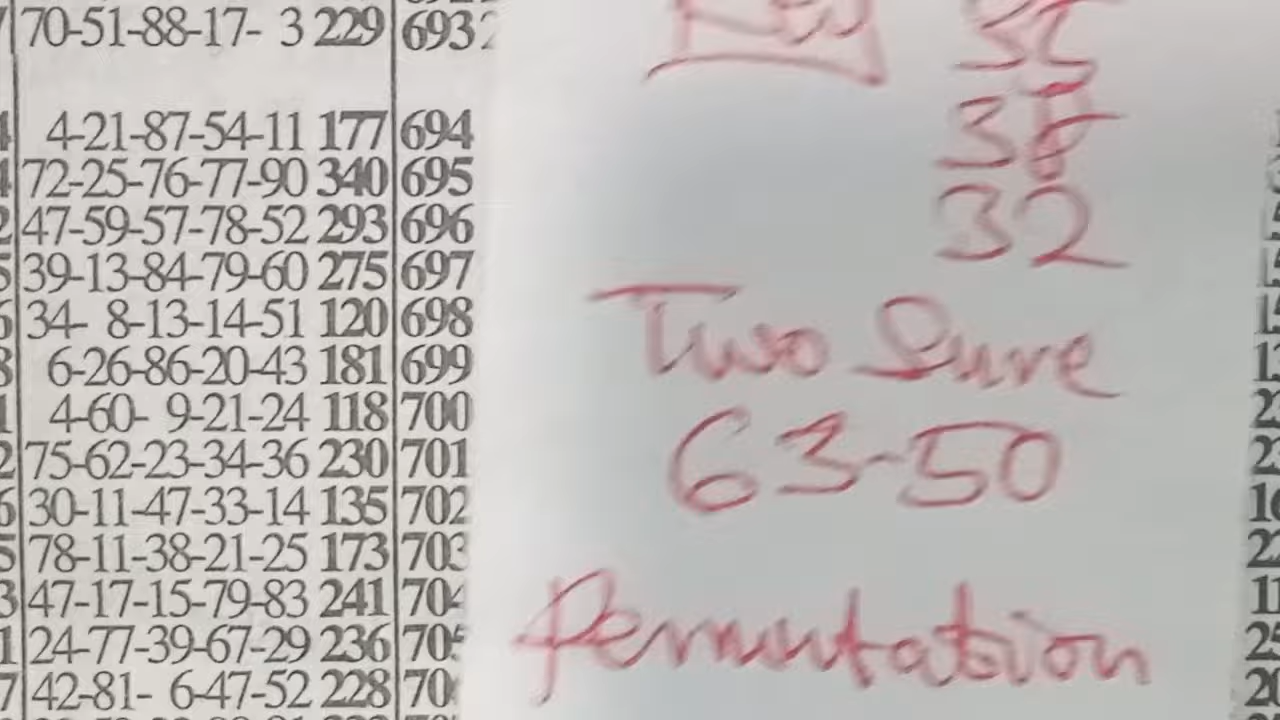 70-51-88-17- 3 229 693
4-21-87-54-11 177 694
72-25-76-77-90 340 695
47-59-57-78-52 293 696
39-13-84-79-60 275 697
34- 8-13-14-51 120 698
6-26-86-20-43 181 699
4-60- 9-21-24 118 700
75-62-23-34-36 230 701
30-11-47-33-14 135 702
78-11-38-21-25 173 703
47-17-15-79-83 241 704
24-77-39-67-29 236 705
42-81- 6-47-52 228 70
38
32
Two Sure
63-50
Permutation